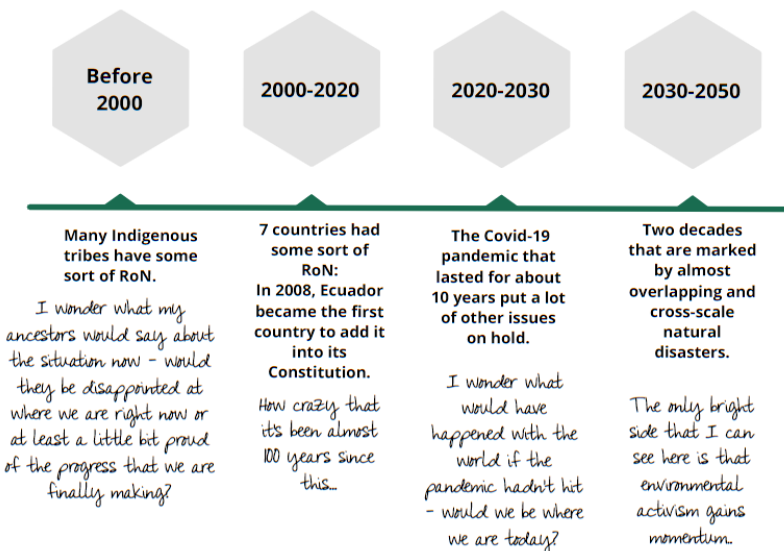 Before
2000
Many Indigenous
tribes have some
sort of RoN.
I wonder what my
ancestors would say about
the situation now - would
they be disappointed at
where we are right now or
at least a little bit proud
of the progress that we are
finally making?
2000-2020
7 countries had
some sort of
RoN:
In 2008, Ecuador
became the first
country to add it
into its
Constitution.
How crazy that
it's been almost
100 years since
this...
2020-2030
The Covid-19
pandemic that
lasted for about
10 years put a lot
of other issues
on hold.
I wonder what
would have
happened with the
world if the
pandemic hadn't hit
- would we be where
we are today?
2030-2050
Two decades
that are marked
by almost
overlapping and
cross-scale
natural
disasters.
The only bright
side that I can
see here is that
environmental
activism gains
momentum...